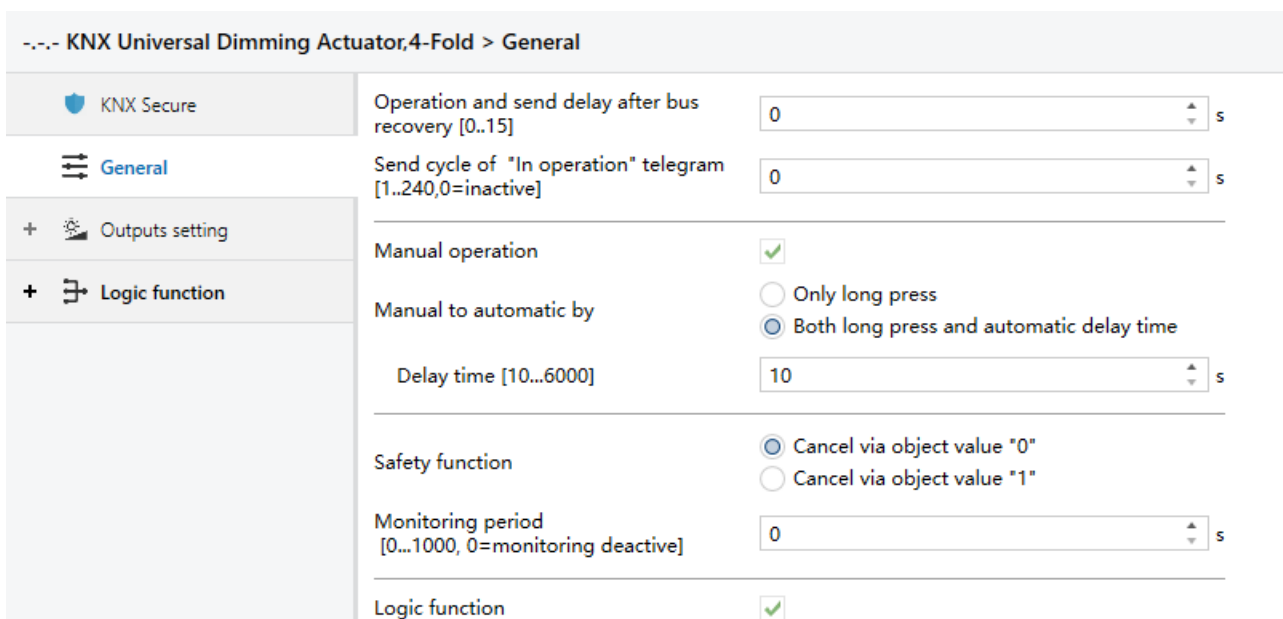 -.-.- KNX Universal Dimming Actuator,4-Fold > General
KNX Secure
General
+ Outputs setting
+ Logic function
Operation and send delay after bus
recovery [0..15]
0 s
Send cycle of "In operation" telegram
[1..240,0=inactive]
0 s
Manual operation
Manual to automatic by
Only long press
Both long press and automatic delay time
Delay time [10...6000]
10 s
Safety function
Cancel via object value "0"
Cancel via object value "1"
Monitoring period
[0...1000, 0=monitoring deactive]
0 s
Logic function